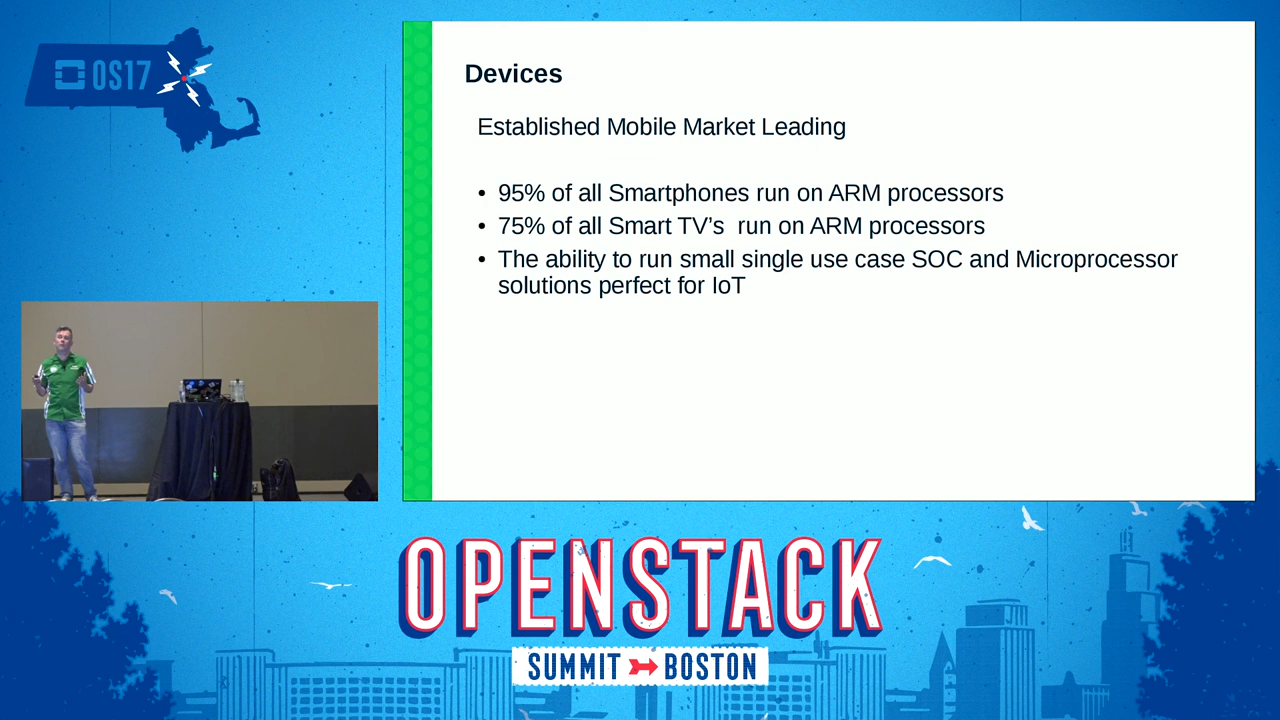 OS17
Devices
Established Mobile Market Leading
• 95% of all Smartphones run on ARM processors
• 75% of all Smart TV’s  run on ARM processors
• The ability to run small single use case SOC and Microprocessor
solutions perfect for IoT
OPENSTACK
SUMMIT BOSTON